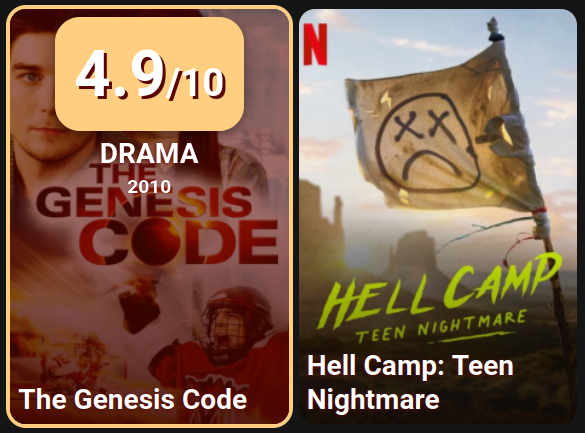 4.9/10
DRAMA
2010
THE
GENESIS
CODE
The Genesis Code
N
HELL CAMP
TEEN NIGHTMARE
Hell Camp: Teen
Nightmare